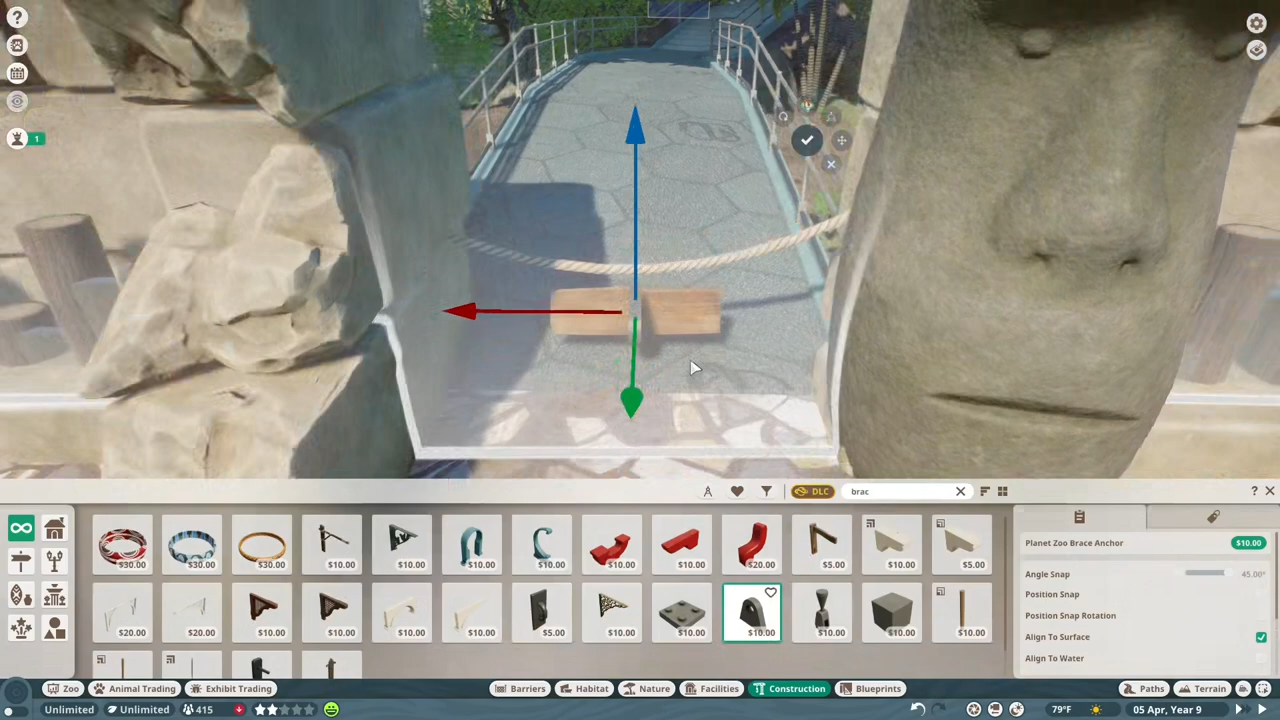 ?
1
DLC
brac
?
$30.00
$30.00
$30.00
$10.00
$10.00
$10.00
$10.00
$10.00
$10.00
$20.00
$5.00
$10.00
$5.00
Planet Zoo Brace Anchor
$10.00
Angle Snap
45.00°
Position Snap
Position Snap Rotation
$20.00
$20.00
$10.00
$10.00
$10.00
$10.00
$5.00
$10.00
$10.00
$10.00
$10.00
$10.00
$10.00
Align To Surface
Align To Water
Zoo
Animal Trading
Exhibit Trading
Barriers
Habitat
Nature
Facilities
Construction
Blueprints
Paths
Terrain
Unlimited
Unlimited
415
79°F
05 Apr, Year 9